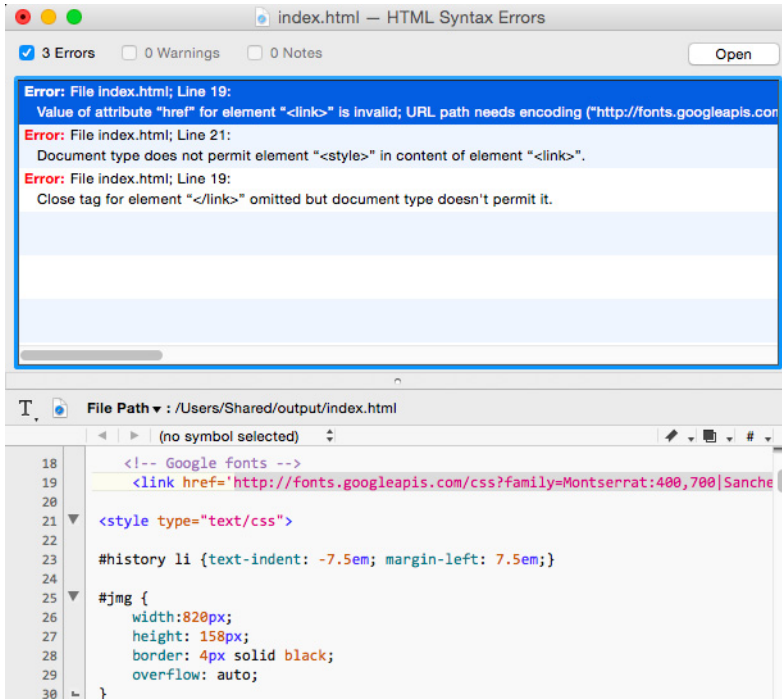 index.html — HTML Syntax Errors
3 Errors 0 Warnings 0 Notes Open
Error: File index.html; Line 19:
Value of attribute “href” for element “<link>” is invalid; URL path needs encoding (“http://fonts.googleapis.con
Error: File index.html; Line 21:
Document type does not permit element “<style>” in content of element “<link>”.
Error: File index.html; Line 19:
Close tag for element “</link>” omitted but document type doesn't permit it.
T. File Path ▾ : /Users/Shared/output/index.html
(no symbol selected) #
18 <!-- Google fonts -->
19 <link href='http://fonts.googleapis.com/css?family=Montserrat:400,700|Sanche
20
21 <style type="text/css">
22
23 #history li {text-indent: -7.5em; margin-left: 7.5em;}
24
25 #jmg {
26 width:820px;
27 height: 158px;
28 border: 4px solid black;
29 overflow: auto;
30 }